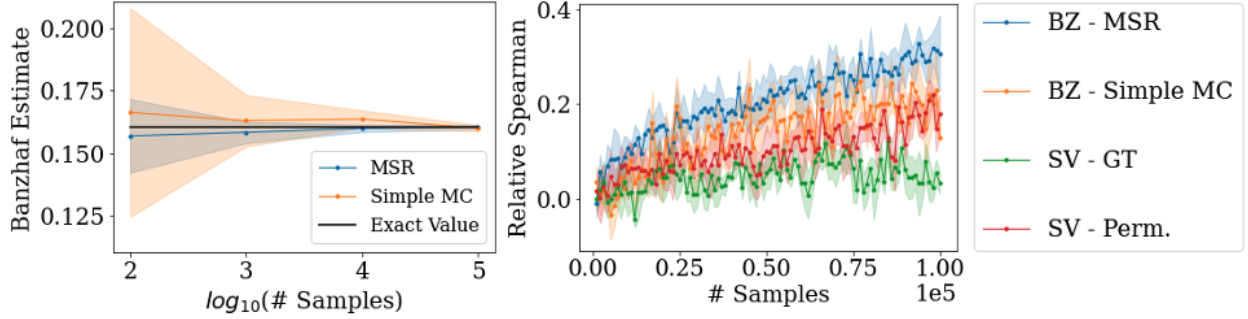 Banzhaf Estimate
0.200
0.175
0.150
0.125
2
3
4
5
log10(# Samples)
MSR
Simple MC
Exact Value
Relative Spearman
0.4
0.2
0.0
0.00
0.25
0.50
0.75
1.00
1e5
# Samples
BZ - MSR
BZ - Simple MC
SV - GT
SV - Perm.